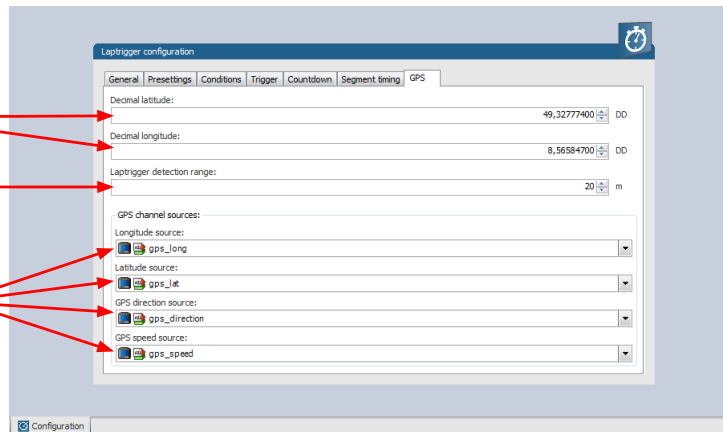 Laptrigger configuration
General Presettings Conditions Trigger Countdown Segment timing GPS
Decimal latitude:
49,32777400 DD
Decimal longitude:
8,56584700 DD
Laptrigger detection range:
20 m
GPS channel sources:
Longitude source:
gps_long
Latitude source:
gps_lat
GPS direction source:
gps_direction
GPS speed source:
gps_speed
Configuration